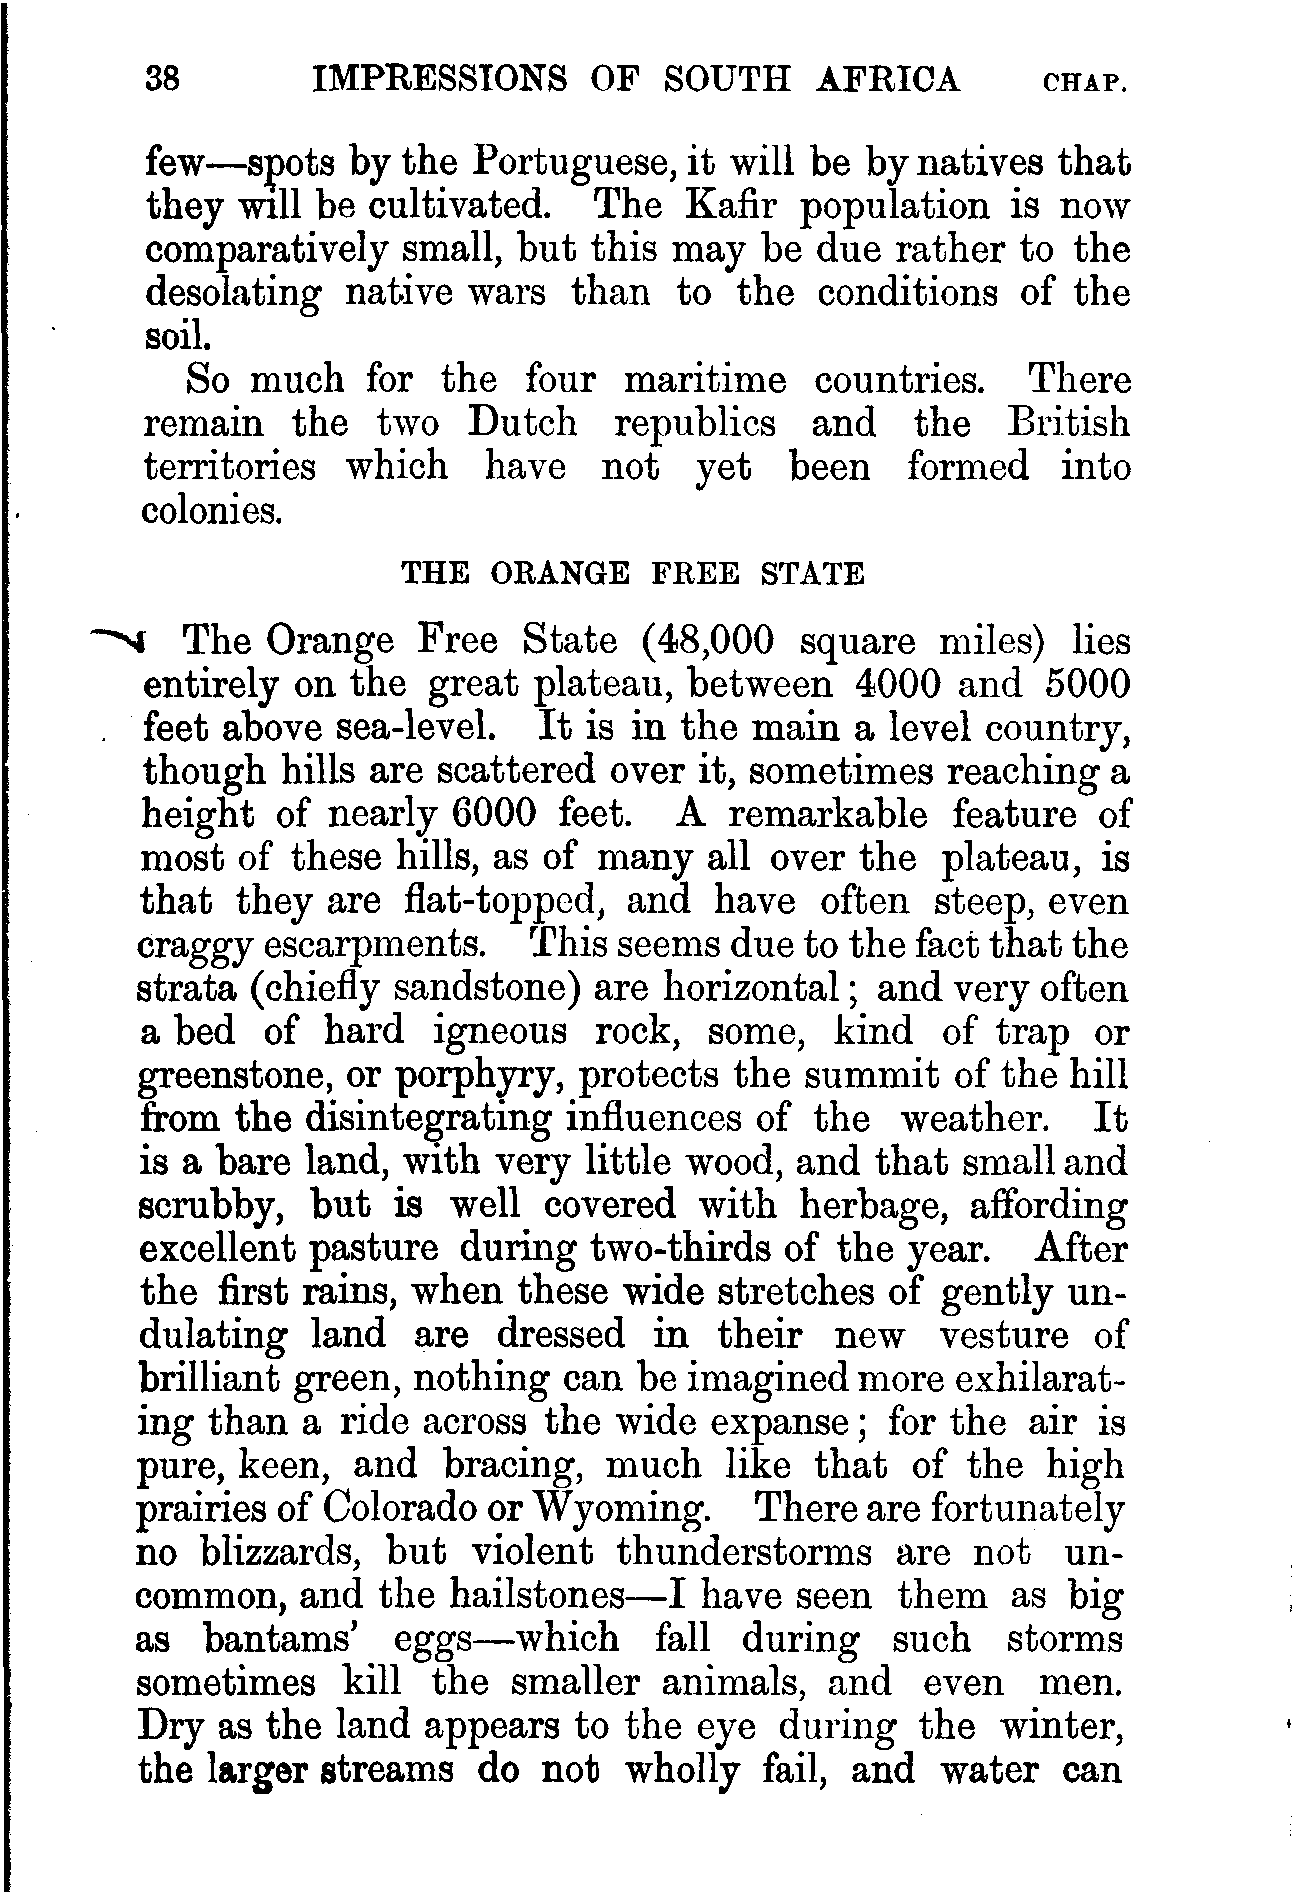 38 IMPRESSIONS OF SOUTH AFRICA CHAP.
few—spots by the Portuguese, it will be by natives that
they will be cultivated. The Kafir population is now
comparatively small, but this may be due rather to the
desolating native wars than to the conditions of the
soil.
So much for the four maritime countries. There
remain the two Dutch republics and the British
territories which have not yet been formed into
colonies.
THE ORANGE FREE STATE
The Orange Free State (48,000 square miles) lies
entirely on the great plateau, between 4000 and 5000
feet above sea-level. It is in the main a level country,
though hills are scattered over it, sometimes reaching a
height of nearly 6000 feet. A remarkable feature of
most of these hills, as of many all over the plateau, is
that they are flat-topped, and have often steep, even
craggy escarpments. This seems due to the fact that the
strata (chiefly sandstone) are horizontal; and very often
a bed of hard igneous rock, some, kind of trap or
greenstone, or porphyry, protects the summit of the hill
from the disintegrating influences of the weather. It
is a bare land, with very little wood, and that small and
scrubby, but is well covered with herbage, affording
excellent pasture during two-thirds of the year. After
the first rains, when these wide stretches of gently un-
dulating land are dressed in their new vesture of
brilliant green, nothing can be imagined more exhilarat-
ing than a ride across the wide expanse; for the air is
pure, keen, and bracing, much like that of the high
prairies of Colorado or Wyoming. There are fortunately
no blizzards, but violent thunderstorms are not un-
common, and the hailstones—I have seen them as big
as bantams' eggs—which fall during such storms
sometimes kill the smaller animals, and even men.
Dry as the land appears to the eye during the winter,
the larger streams do not wholly fail, and water can